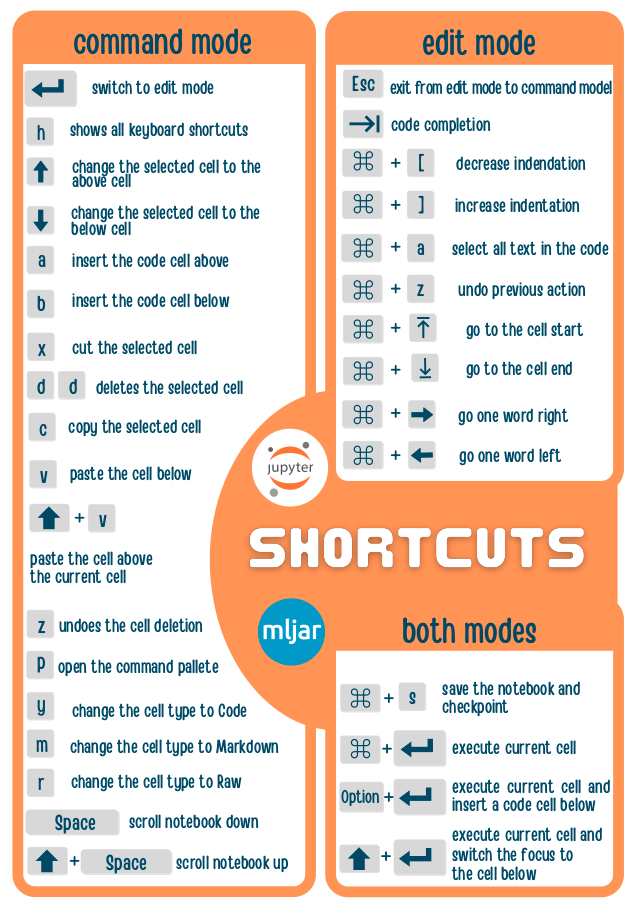 command mode
switch to edit mode
h shows all keyboard shortcuts
change the selected cell to the
above cell
change the selected cell to the
below cell
a insert the code cell above
b insert the code cell below
x cut the selected cell
d d deletes the selected cell
c copy the selected cell
v paste the cell below
+ v
paste the cell above
the current cell
z undoes the cell deletion
p open the command pallete
y change the cell type to Code
m change the cell type to Markdown
r change the cell type to Raw
Space scroll notebook down
+ Space scroll notebook up
edit mode
Esc exit from edit mode to command model
code completion
⌘ + [ decrease indendation
⌘ + ] increase indentation
⌘ + a select all text in the code
⌘ + z undo previous action
⌘ + go to the cell start
⌘ + go to the cell end
⌘ + go one word right
⌘ + go one word left
jupyter
SHORTCUTS
mljar
both modes
⌘ + s save the notebook and
checkpoint
⌘ + execute current cell
Option + execute current cell and
insert a code cell below
+ execute current cell and
switch the focus to
the cell below